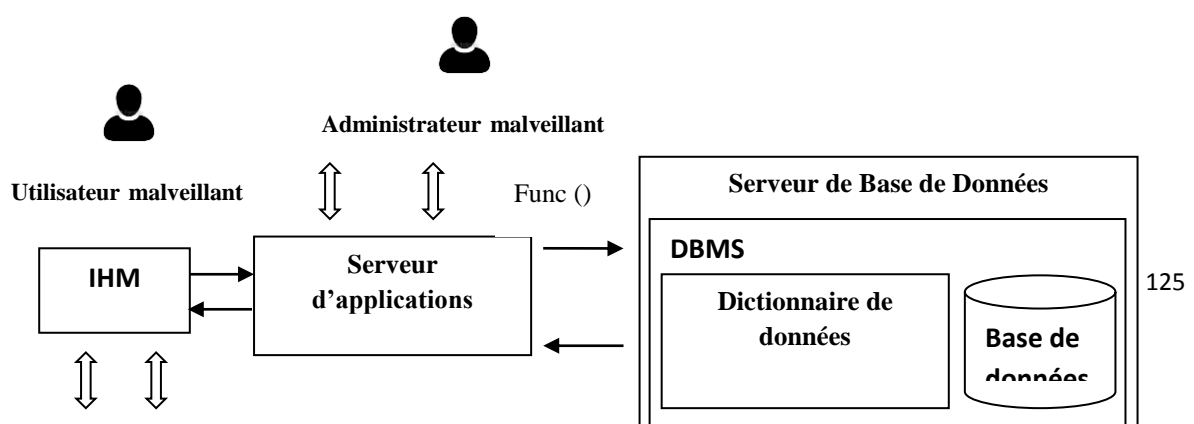 Administrateur malveillant
Utilisateur malveillant
Func ()
Serveur de Base de Données
DBMS
IHM
Serveur
d’applications
Dictionnaire de
données
Base de
données
125